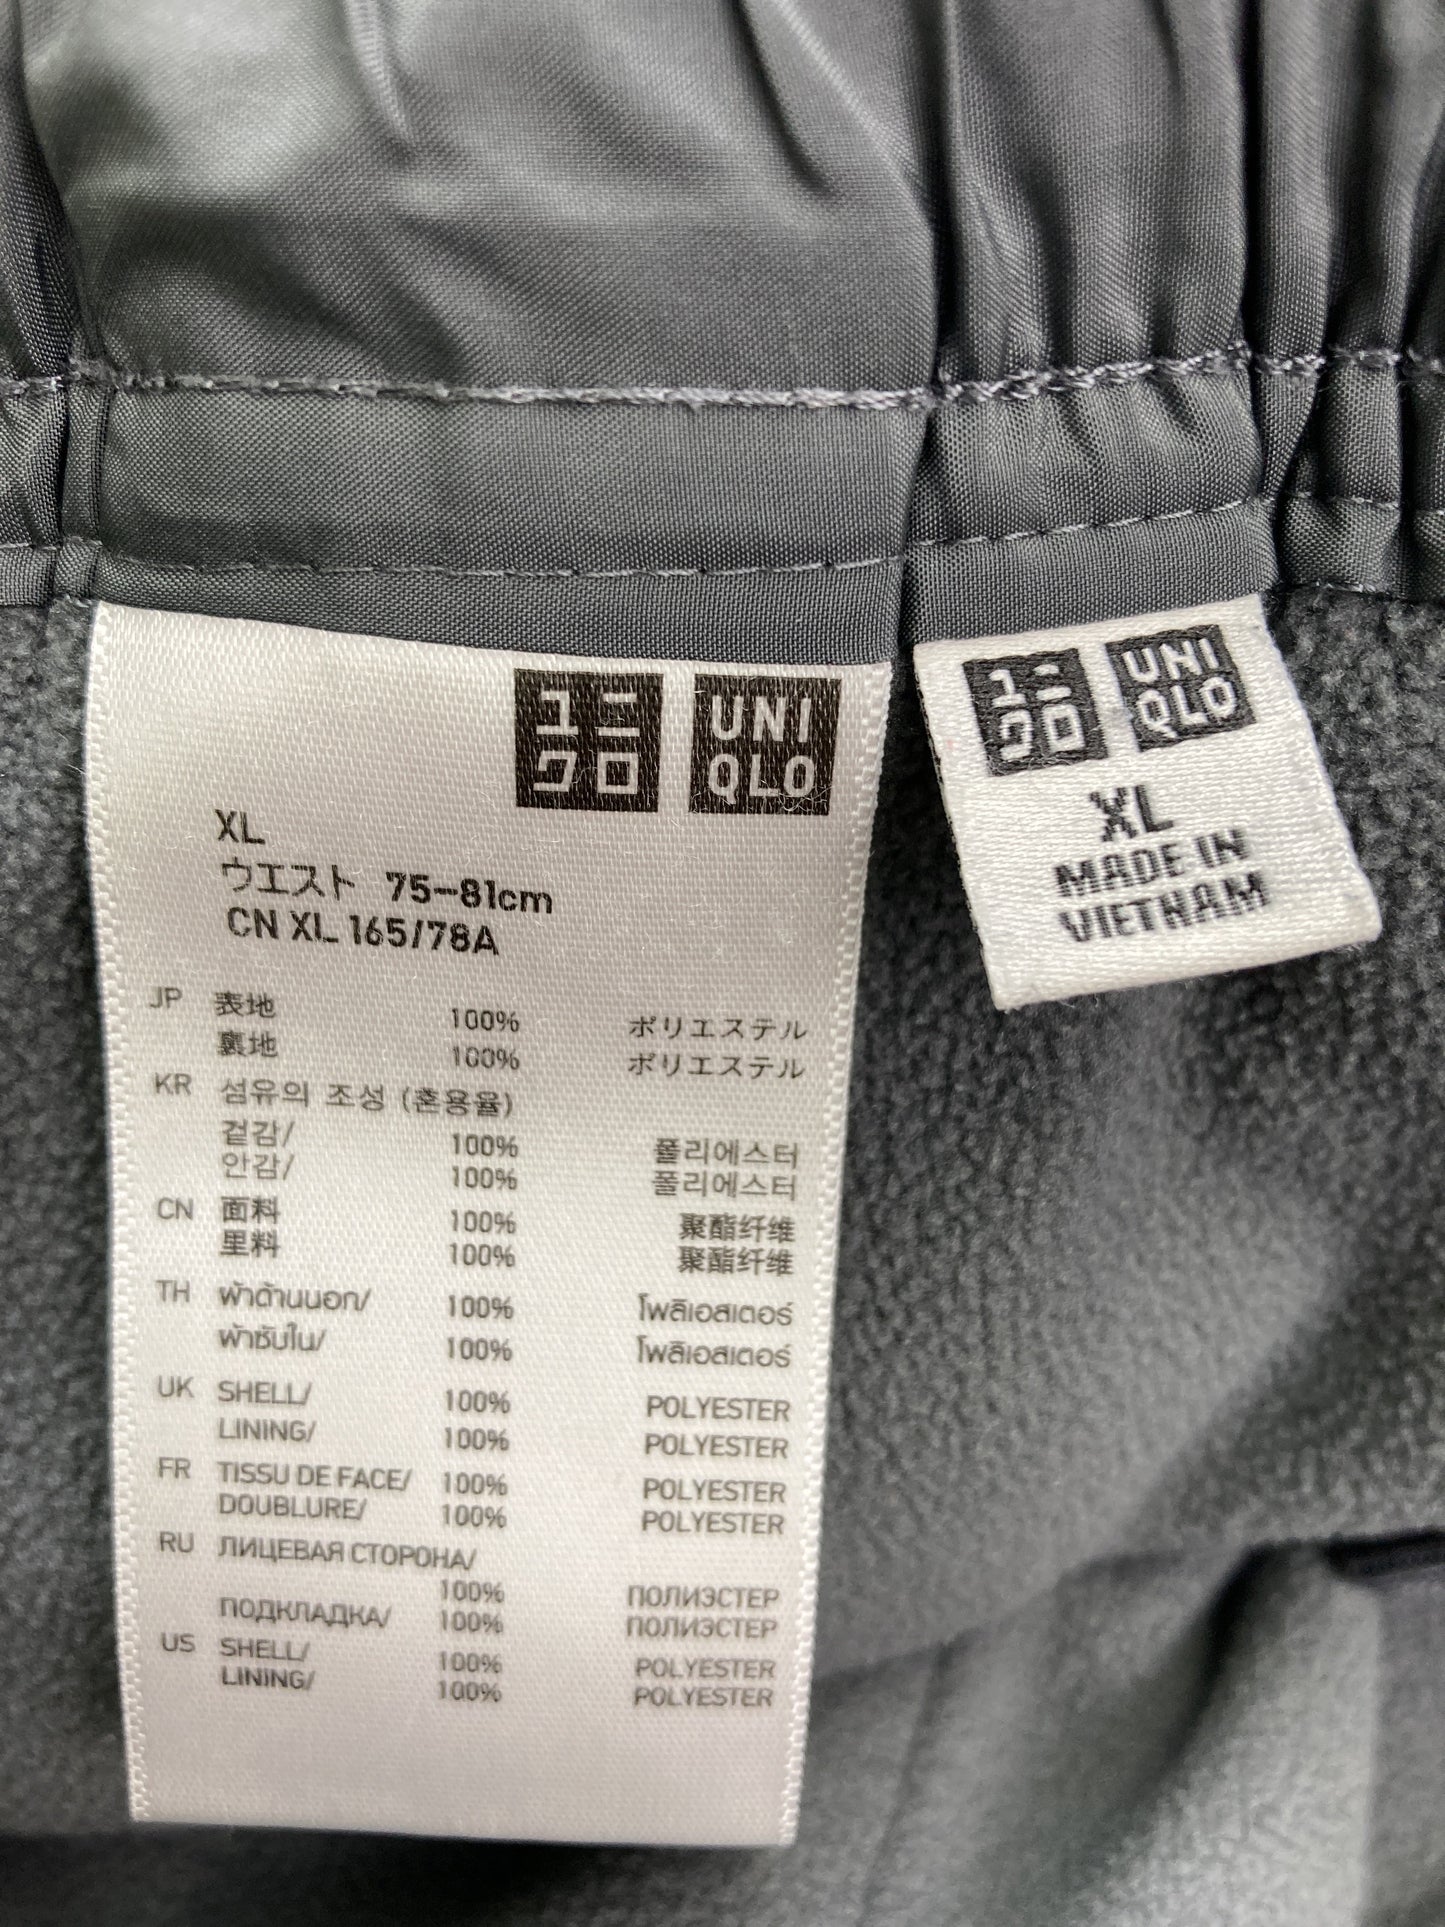 ユニ
クロ
UNI
QLO
XL
ウエスト 75-81cm
CN XL 165/78A
JP 表地 100% ポリエステル
裏地 100% ポリエステル
KR 섬유의 조성 (혼용율)
겉감/ 100% 폴리에스터
안감/ 100% 폴리에스터
CN 面料 100% 聚酯纤维
里料 100% 聚酯纤维
TH ผ้าด้านนอก/ 100% โพลิเอสเตอร์
ผ้าซับใน/ 100% โพลิเอสเตอร์
UK SHELL/ 100% POLYESTER
LINING/ 100% POLYESTER
FR TISSU DE FACE/ 100% POLYESTER
DOUBLURE/ 100% POLYESTER
RU ЛИЦЕВАЯ СТОРОНА/
100% ПОЛИЭСТЕР
ПОДКЛАДКА/ 100% ПОЛИЭСТЕР
US SHELL/ 100% POLYESTER
LINING/ 100% POLYESTER
ユニ
クロ
UNI
QLO
XL
MADE IN
VIETNAM